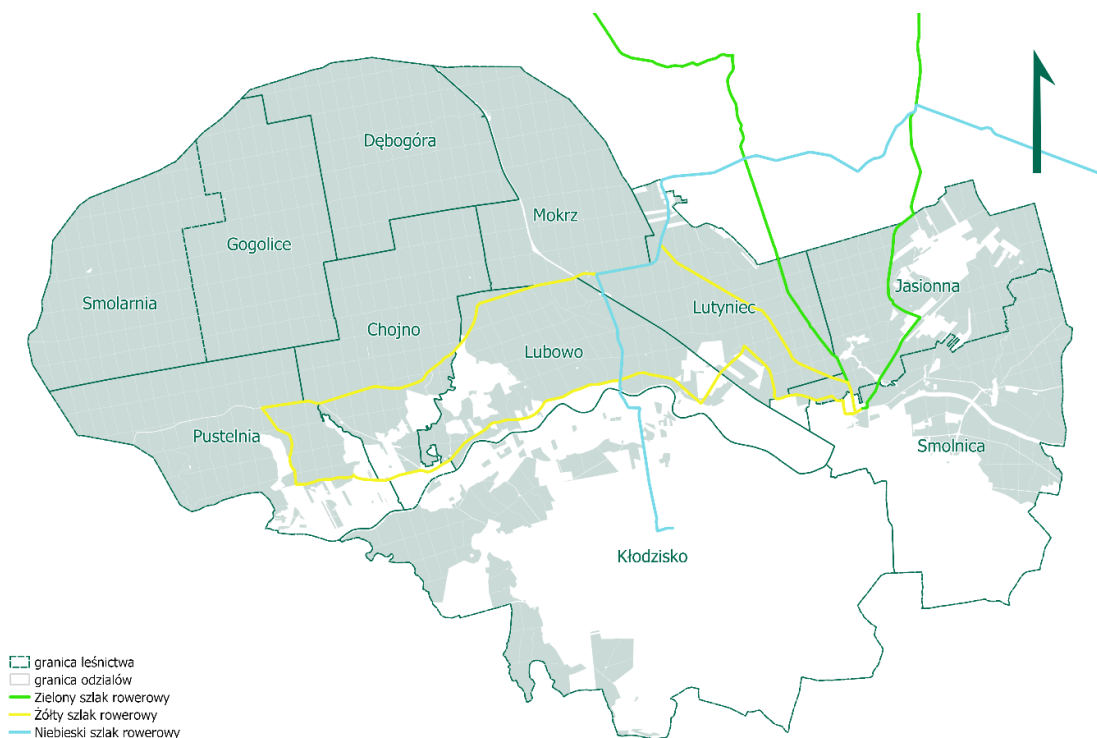 Dębogóra
Mokrz
Gogolice
Jasionna
Smolarnia
Lutyniec
Chojno
Lubowo
Pustelnia
Smolnica
Kłodzisko
granica leśnictwa
granica odzialów
Zielony szlak rowerowy
Żółty szlak rowerowy
Niebieski szlak rowerowy